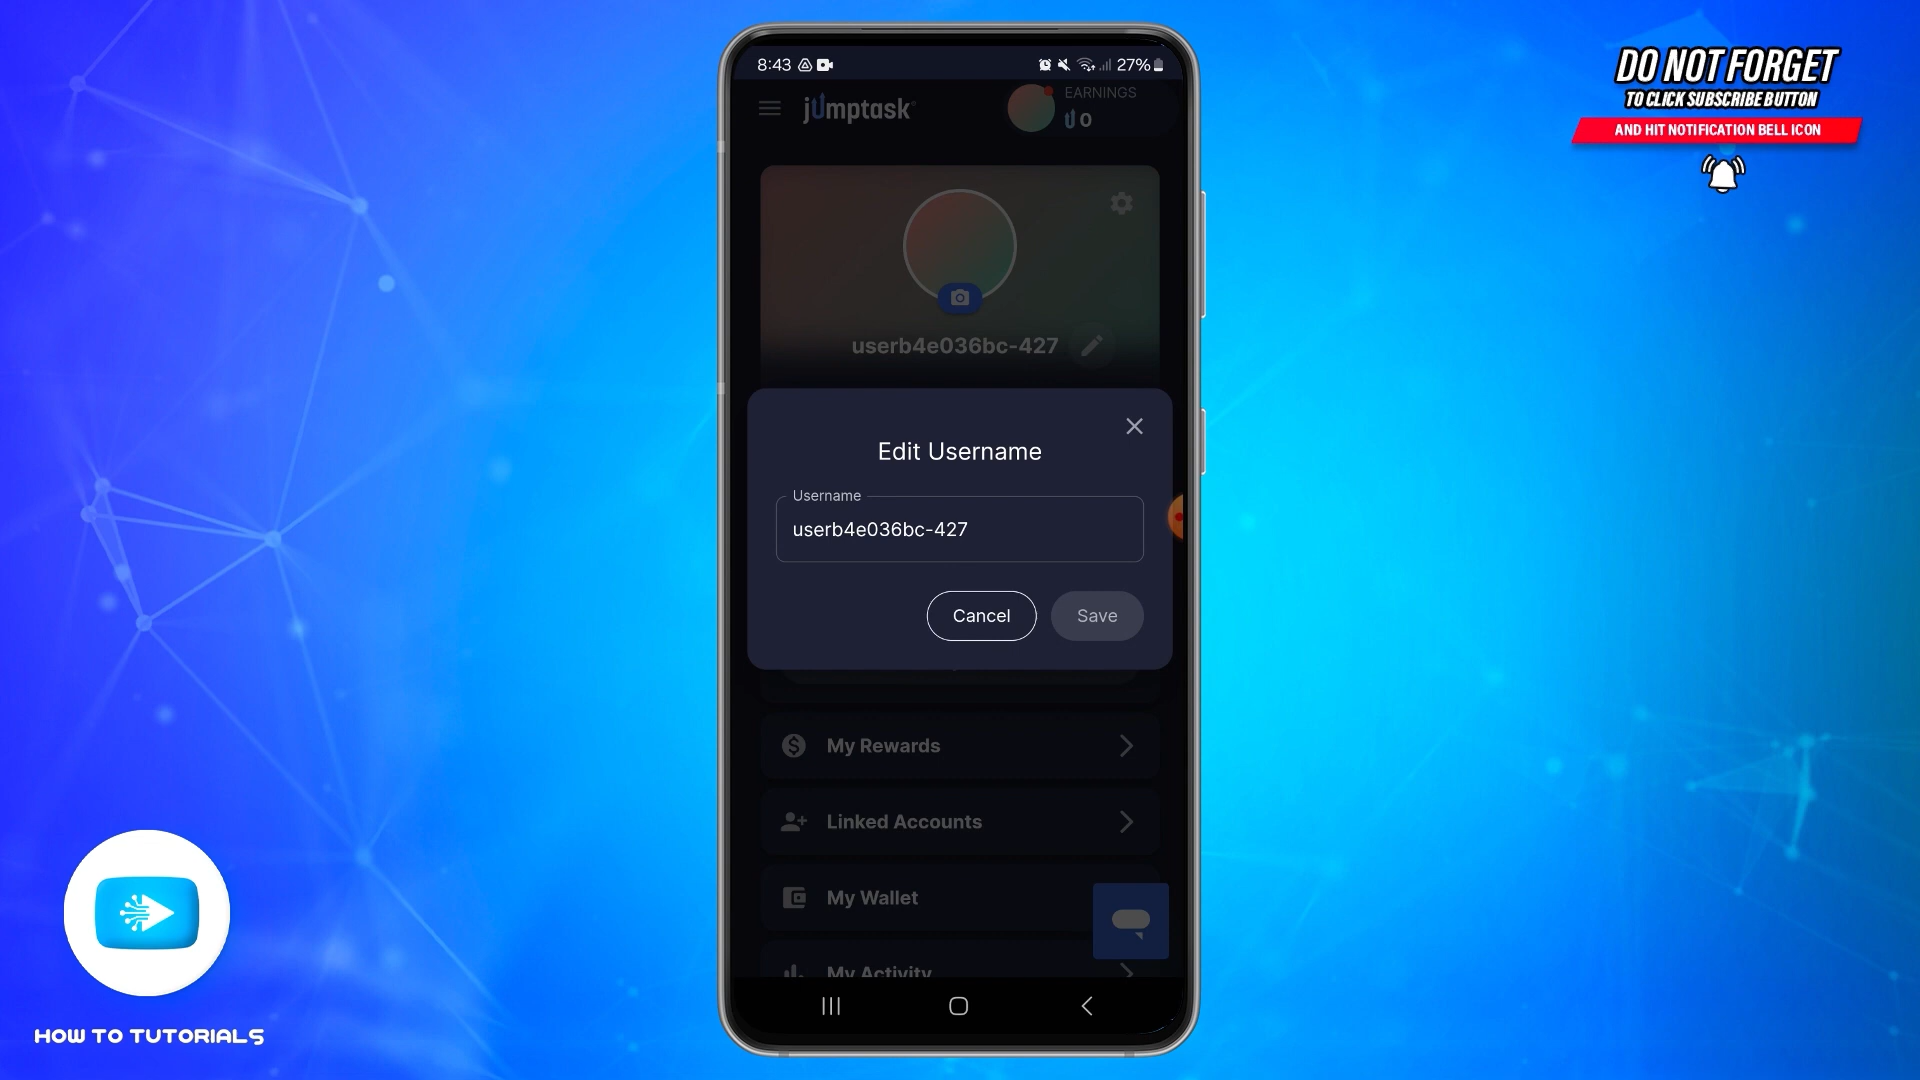 DO NOT FORGET
TO CLICK SUBSCRIBE BUTTON
AND HIT NOTIFICATION BELL ICON
8:43
27%
jumptask
EARNINGS
0
userb4e036bc-427
Edit Username
Username
userb4e036bc-427
Cancel
Save
My Rewards
Linked Accounts
My Wallet
My Activity
HOW TO TUTORIALS